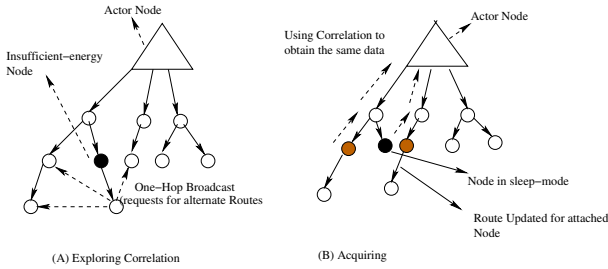 Actor Node
Insufficient−energy
Node
One−Hop Broadcast
(requests for alternate Routes
(A) Exploring Correlation
Actor Node
Using Correlation to
obtain the same data
Node in sleep−mode
Route Updated for attached
Node
(B) Acquiring